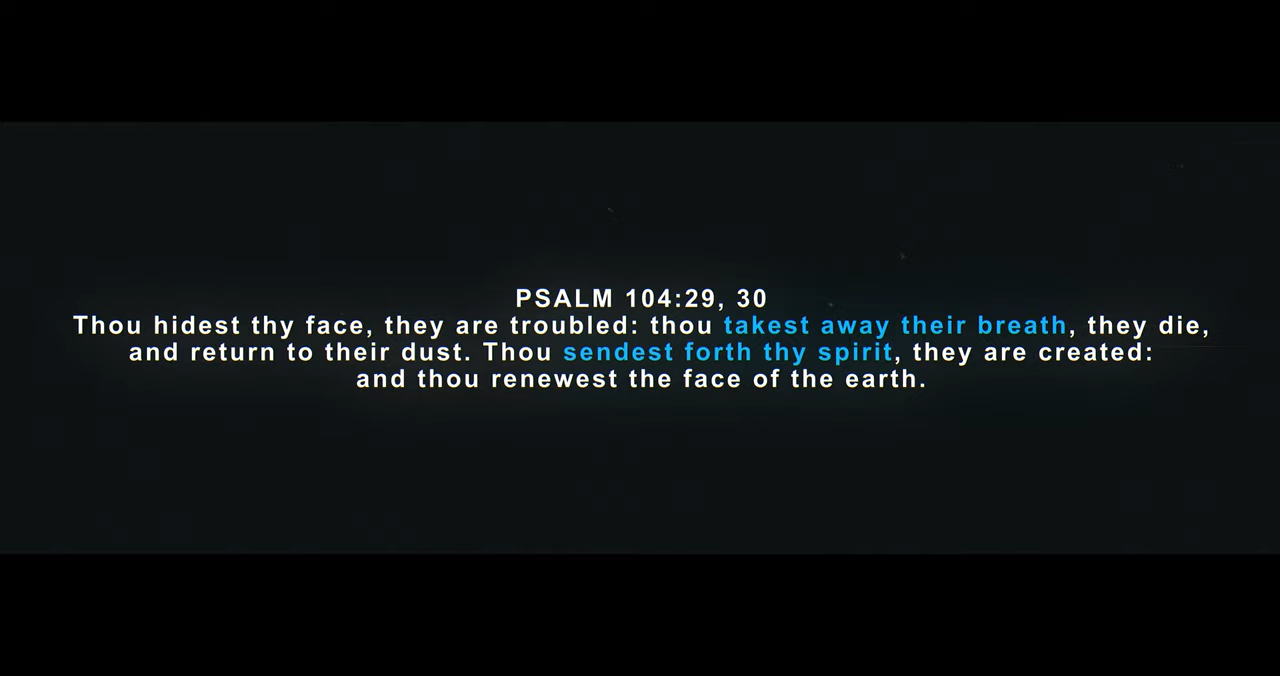 PSALM 104:29, 30
Thou hidest thy face, they are troubled: thou takest away their breath, they die,
and return to their dust. Thou sendest forth thy spirit, they are created:
and thou renewest the face of the earth.